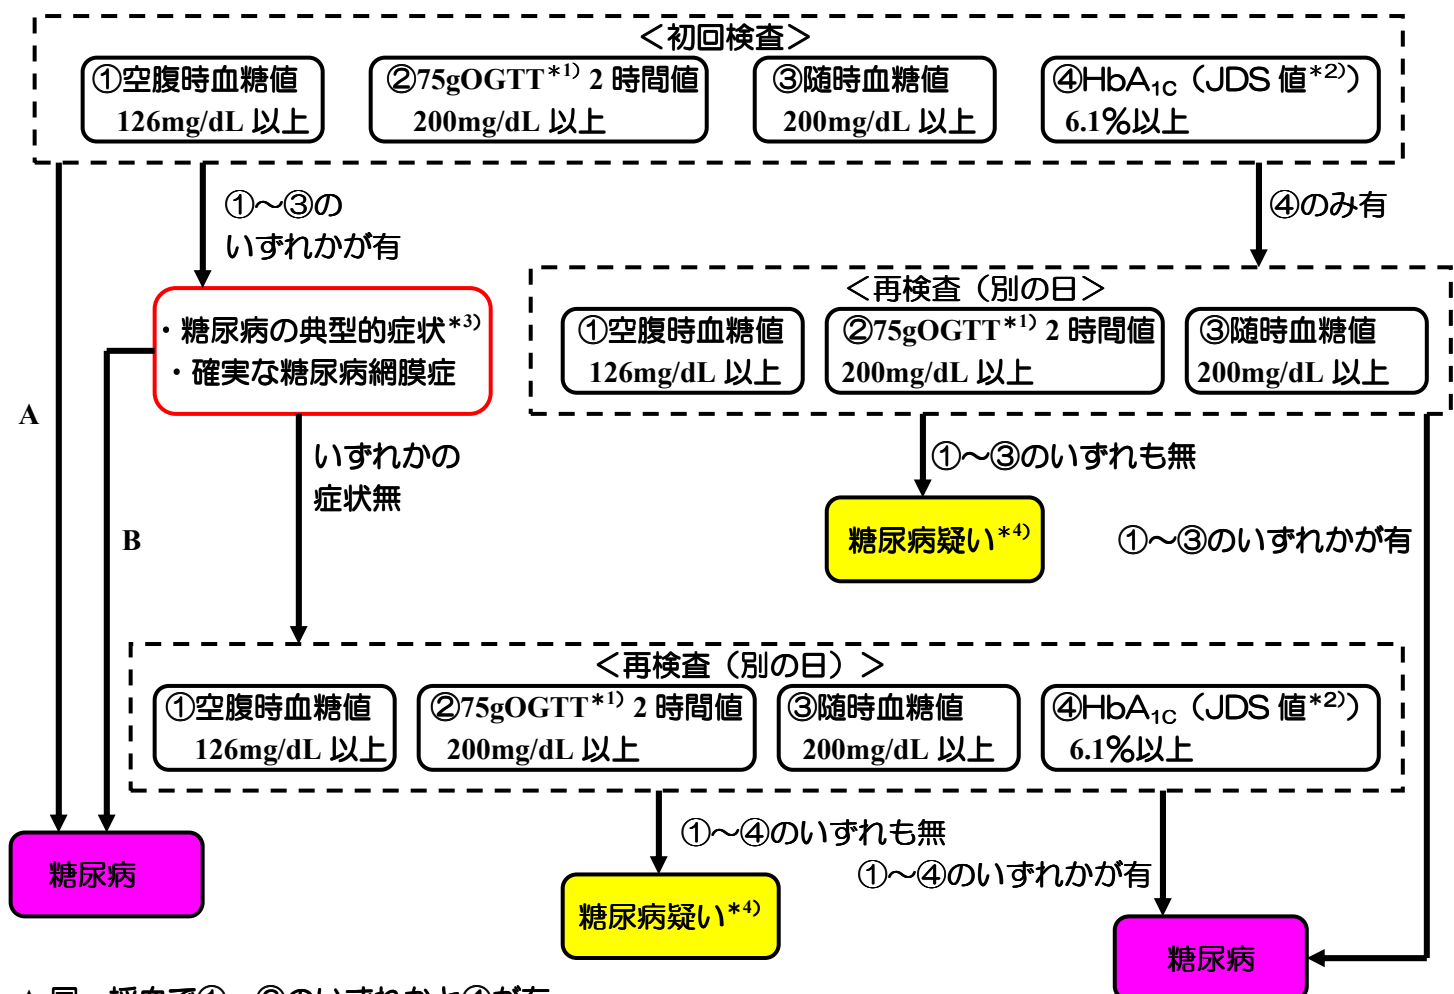 ＜初回検査＞
①空腹時血糖値
126mg/dL 以上
②75gOGTT*1) 2 時間値
200mg/dL 以上
③随時血糖値
200mg/dL 以上
④HbA1C（JDS 値*2)）
6.1％以上
①～③の
いずれかが有
④のみ有
・糖尿病の典型的症状*3)
・確実な糖尿病網膜症
＜再検査（別の日＞
①空腹時血糖値
126mg/dL 以上
②75gOGTT*1) 2 時間値
200mg/dL 以上
③随時血糖値
200mg/dL 以上
A
B
いずれかの
症状無
①～③のいずれも無
糖尿病疑い*4)
①～③のいずれかが有
＜再検査（別の日）＞
①空腹時血糖値
126mg/dL 以上
②75gOGTT*1) 2 時間値
200mg/dL 以上
③随時血糖値
200mg/dL 以上
④HbA1C（JDS 値*2)）
6.1％以上
①～④のいずれも無
①～④のいずれかが有
糖尿病
糖尿病疑い*4)
糖尿病